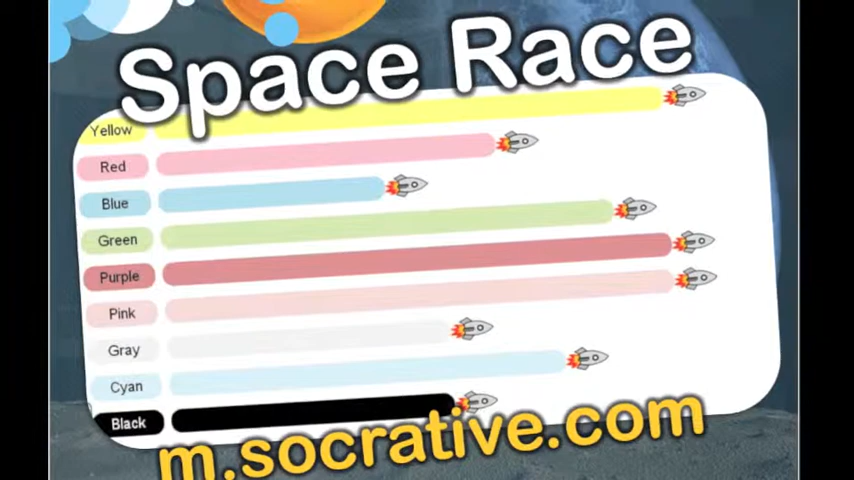 Space Race
Yellow
Red
Blue
Green
Purple
Pink
Gray
Cyan
Black
m.socrative.com